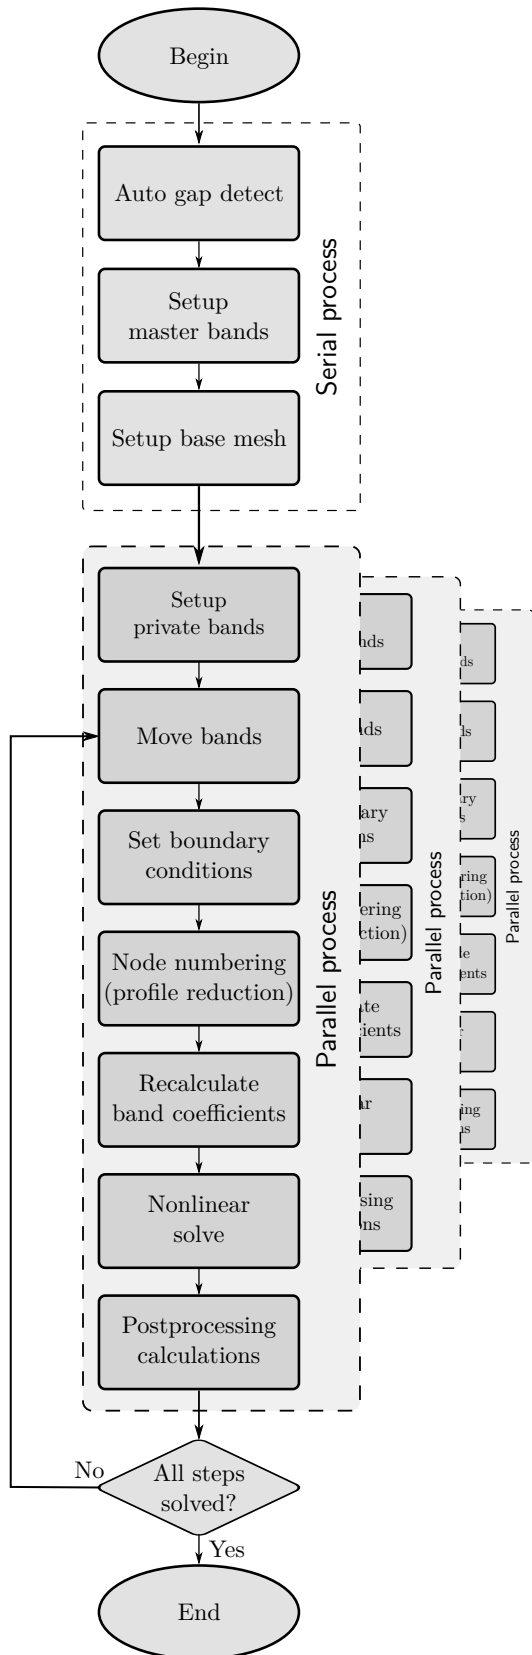 Begin
Auto gap detect
Setup
master bands
Setup base mesh
Serial process
Setup
private bands
Move bands
Set boundary
conditions
Node numbering
(profile reduction)
Recalculate
band coefficients
Nonlinear
solve
Postprocessing
calculations
Parallel process
Parallel process
Parallel process
No
All steps
solved?
Yes
End